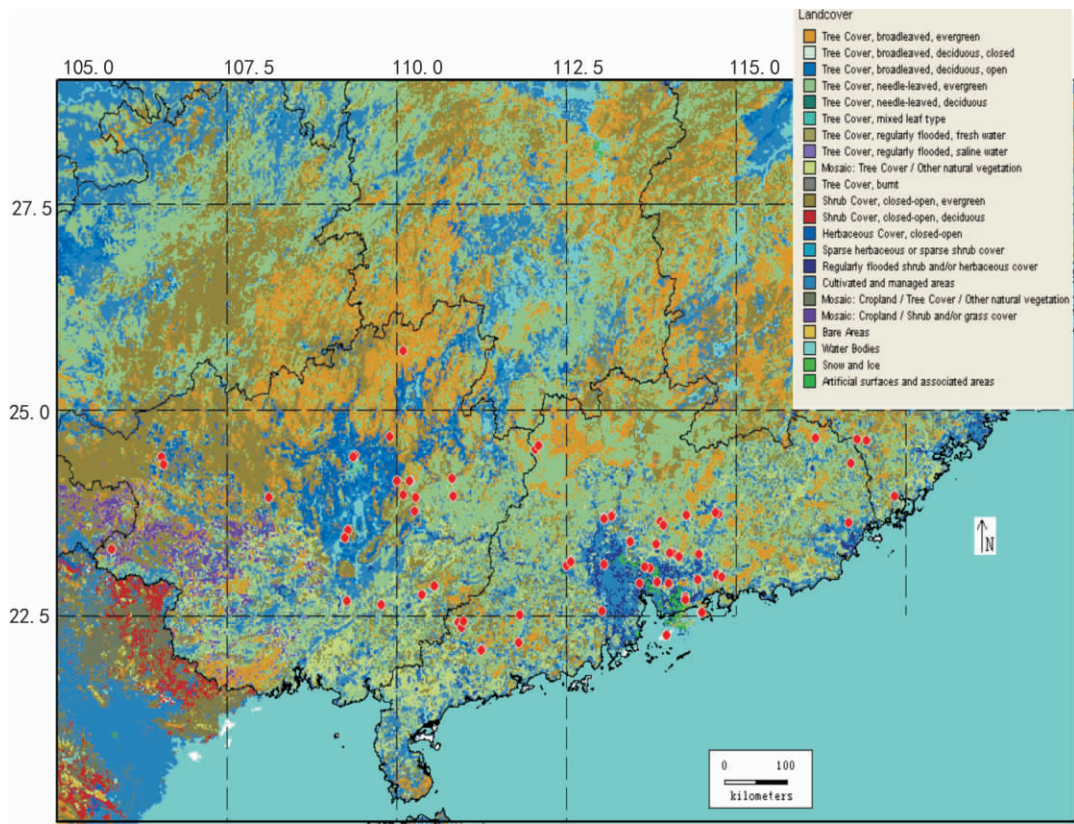 Landcover
Tree Cover, broadleaved, evergreen
Tree Cover, broadleaved, deciduous, closed
Tree Cover, broadleaved, deciduous, open
Tree Cover, needle-leaved, evergreen
Tree Cover, needle-leaved, deciduous
Tree Cover, mixed leaf type
Tree Cover, regularly flooded, fresh water
Tree Cover, regularly flooded, saline water
Mosaic: Tree Cover / Other natural vegetation
Tree Cover, burnt
Shrub Cover, closed-open, evergreen
Shrub Cover, closed-open, deciduous
Herbaceous Cover, closed-open
Sparse herbaceous or sparse shrub cover
Regularly flooded shrub and/or herbaceous cover
Cultivated and managed areas
Mosaic: Cropland / Tree Cover / Other natural vegetation
Mosaic: Cropland / Shrub and/or grass cover
Bare Areas
Water Bodies
Snow and Ice
Artificial surfaces and associated areas
105.0 107.5 110.0 112.5 115.0
27.5
25.0
22.5
N
0 100
kilometers